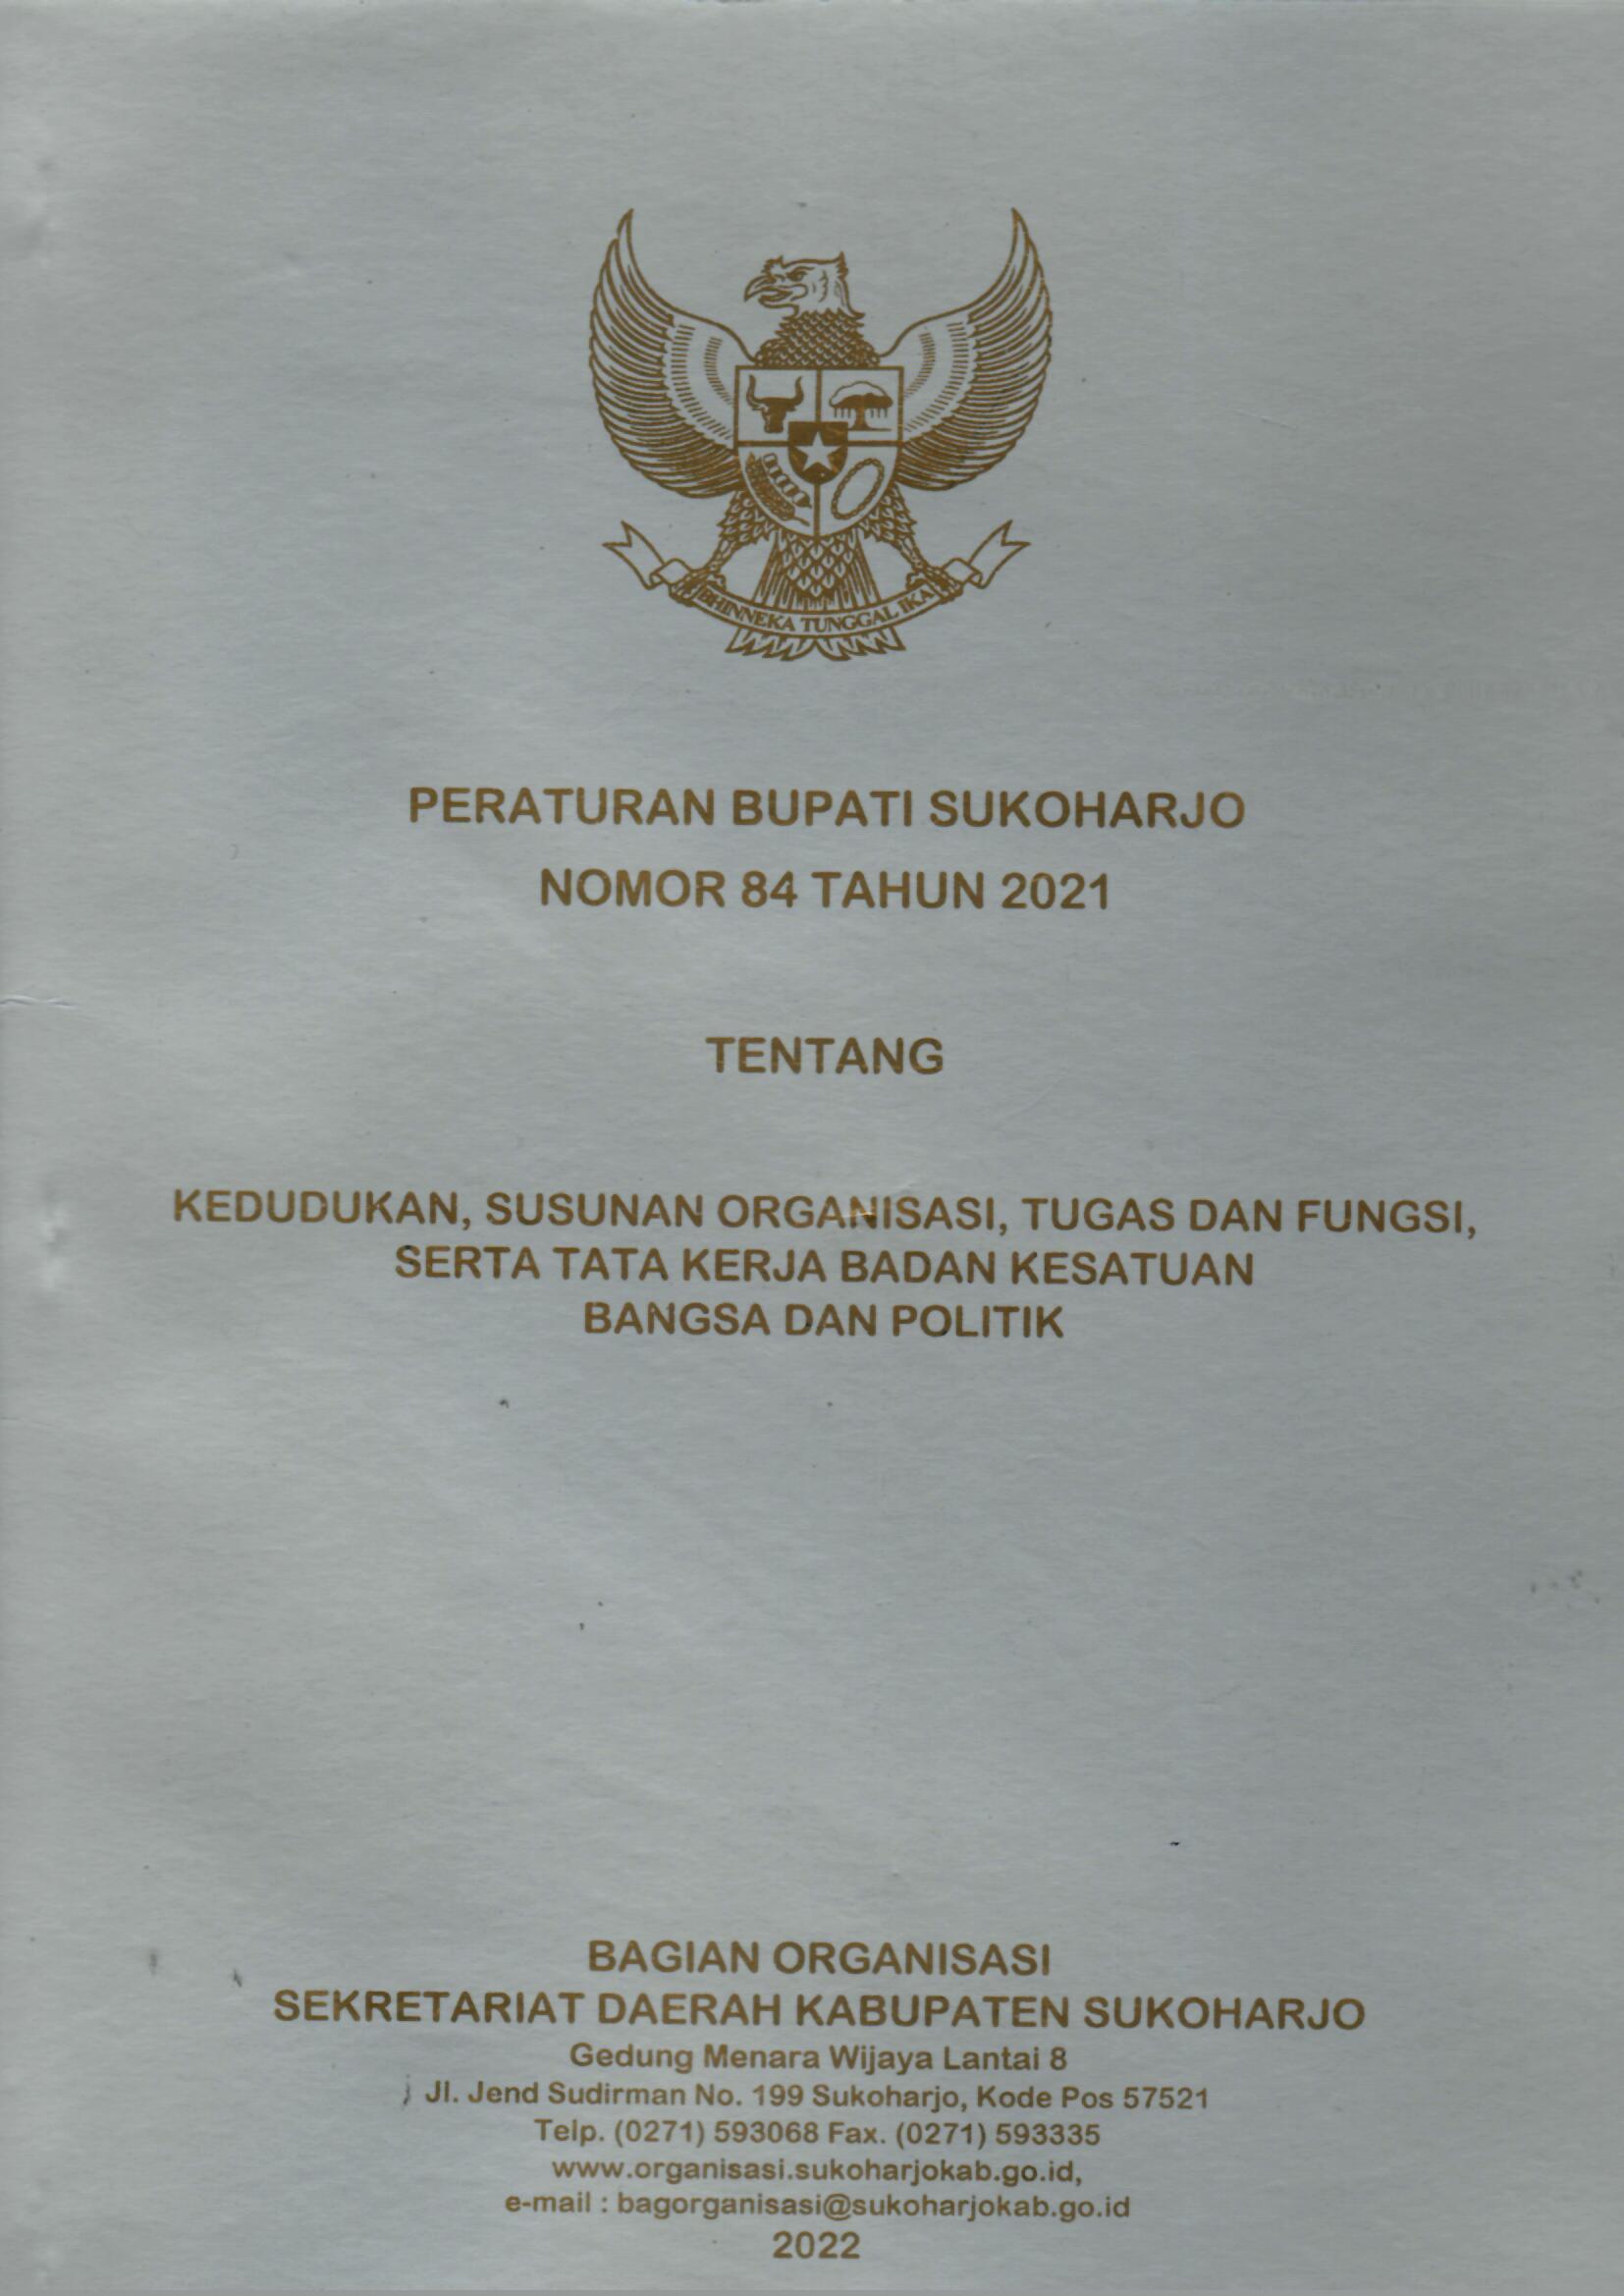 BHINNEKA TUNGGAL IKA
PERATURAN BUPATI SUKOHARJO
NOMOR 84 TAHUN 2021
TENTANG
KEDUDUKAN, SUSUNAN ORGANISASI, TUGAS DAN FUNGSI,
SERTA TATA KERJA BADAN KESATUAN
BANGSA DAN POLITIK
BAGIAN ORGANISASI
SEKRETARIAT DAERAH KABUPATEN SUKOHARJO
Gedung Menara Wijaya Lantai 8
Jl. Jend Sudirman No. 199 Sukoharjo, Kode Pos 57521
Telp. (0271) 593068 Fax. (0271) 593335
www.organisasi.sukoharjokab.go.id,
e-mail : bagorganisasi@sukoharjokab.go.id
2022